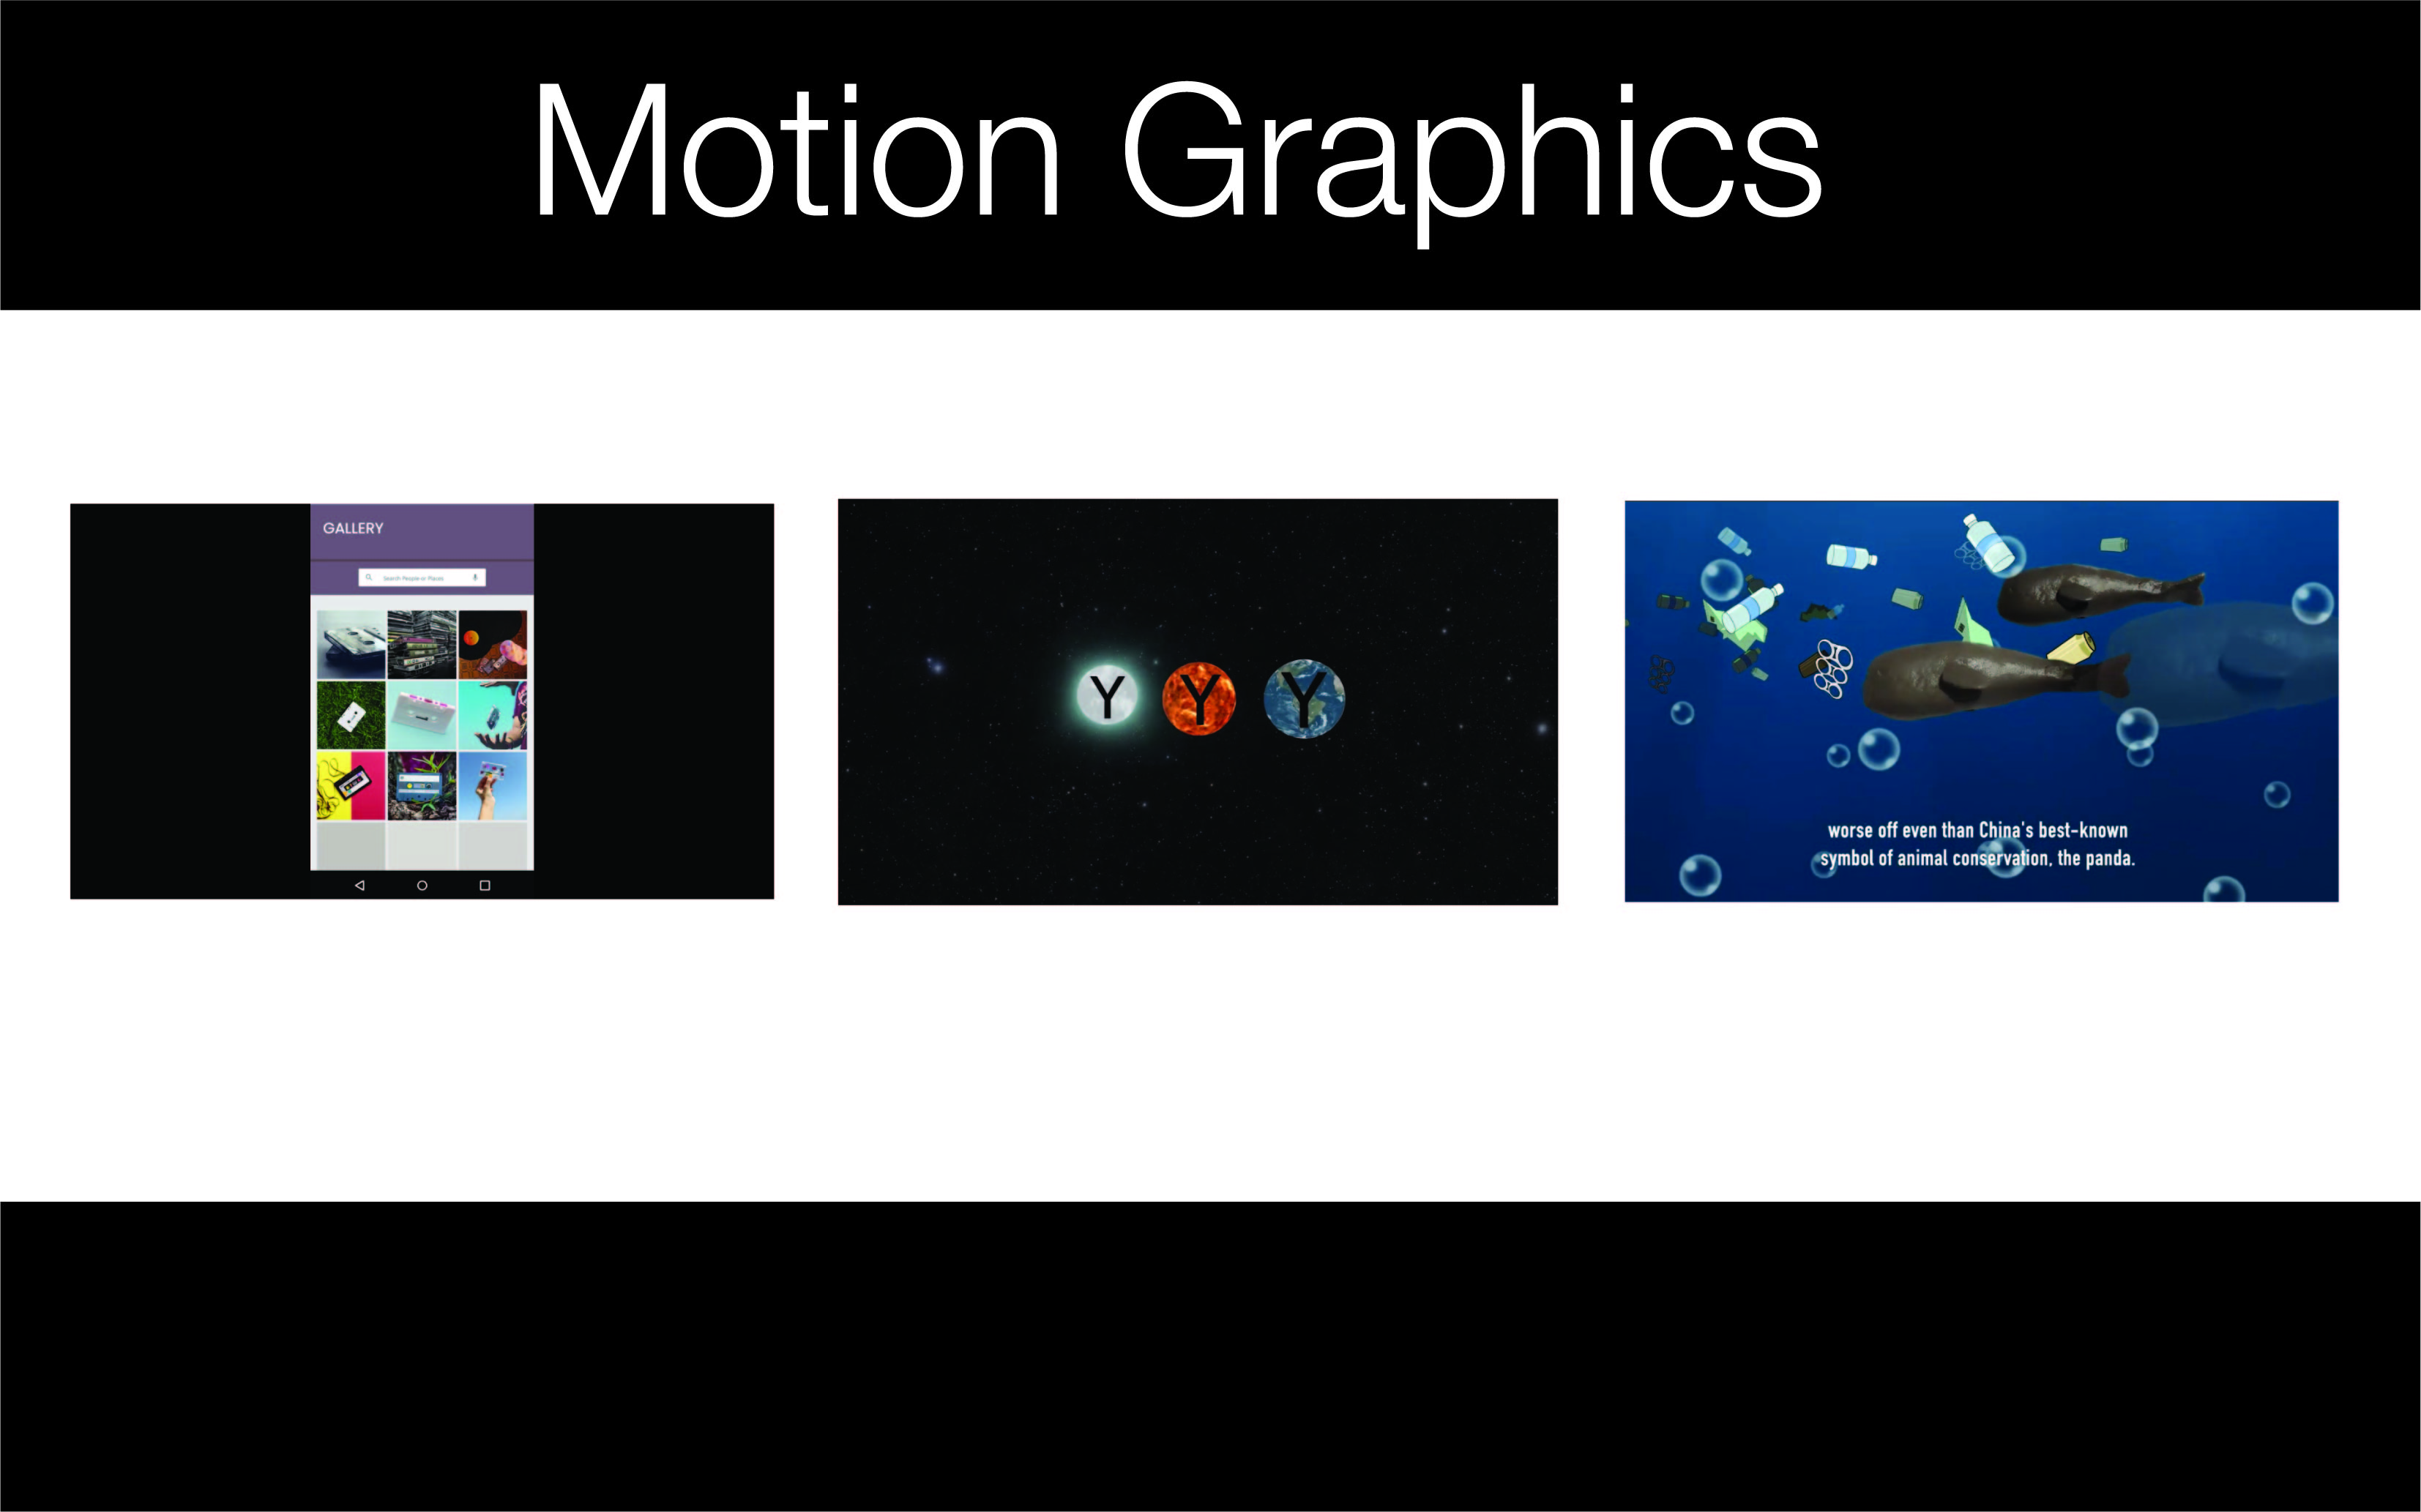 Motion Graphics
GALLERY
Search People or Places
Y Y Y
worse off even than China's best-known
symbol of animal conservation, the panda.